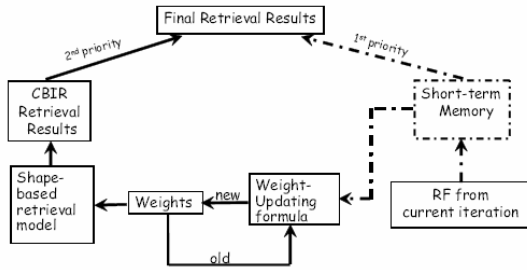 Final Retrieval Results
2nd priority
1st priority
CBIR
Retrieval
Results
Short-term
Memory
Shape-
based
retrieval
model
Weights
new
Weight-
Updating
formula
RF from
current iteration
old